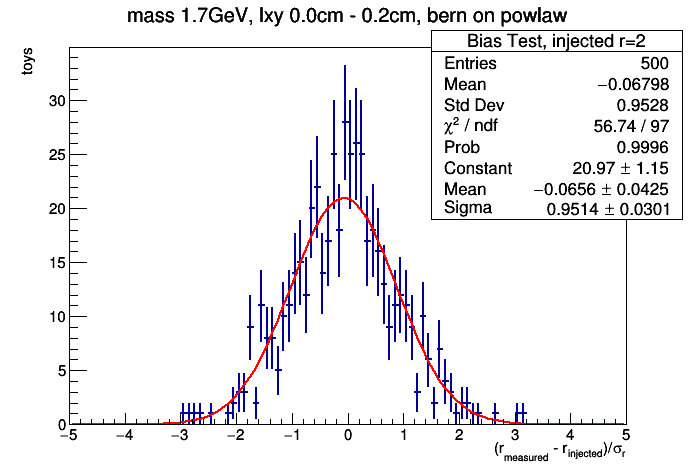 mass 1.7GeV, lxy 0.0cm - 0.2cm, bern on powlaw
toys
Bias Test, injected r=2
Entries 500
Mean −0.06798
Std Dev 0.9528
χ² / ndf 56.74 / 97
Prob 0.9996
Constant 20.97 ± 1.15
Mean −0.0656 ± 0.0425
Sigma 0.9514 ± 0.0301
30
25
20
15
10
5
0
−5 −4 −3 −2 −1 0 1 2 3 4 5
(r_measured - r_injected)/σ_r